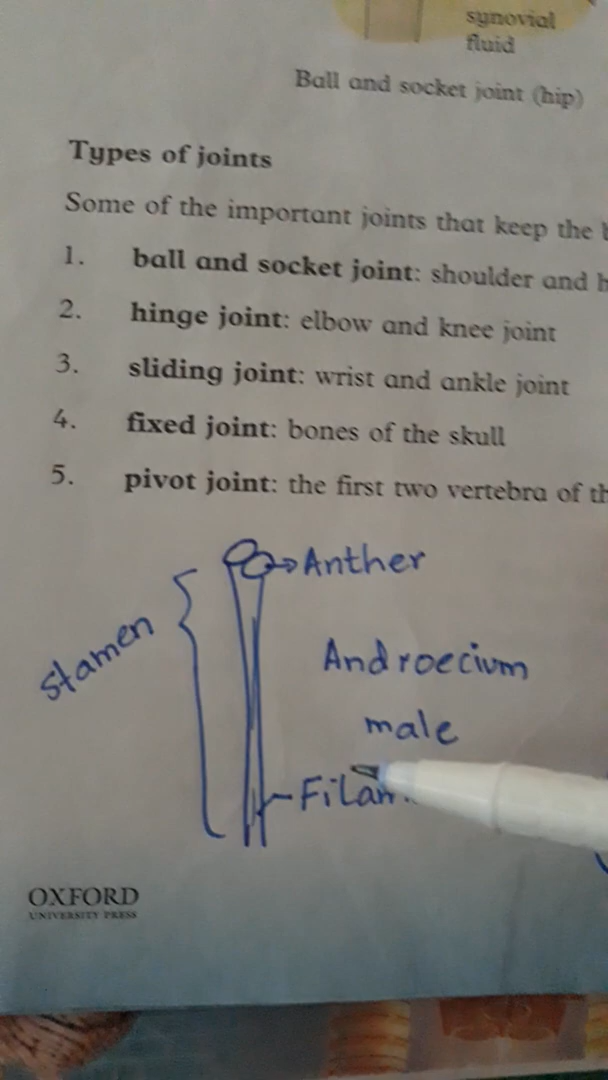 synovial
fluid
Ball and socket joint (hip)
Types of joints
Some of the important joints that keep the
1. ball and socket joint: shoulder and
2. hinge joint: elbow and knee joint
3. sliding joint: wrist and ankle joint
4. fixed joint: bones of the skull
5. pivot joint: the first two vertebra of
Anther
Stamen
Androecium
male
OXFORD
UNIVERSITY PRESS